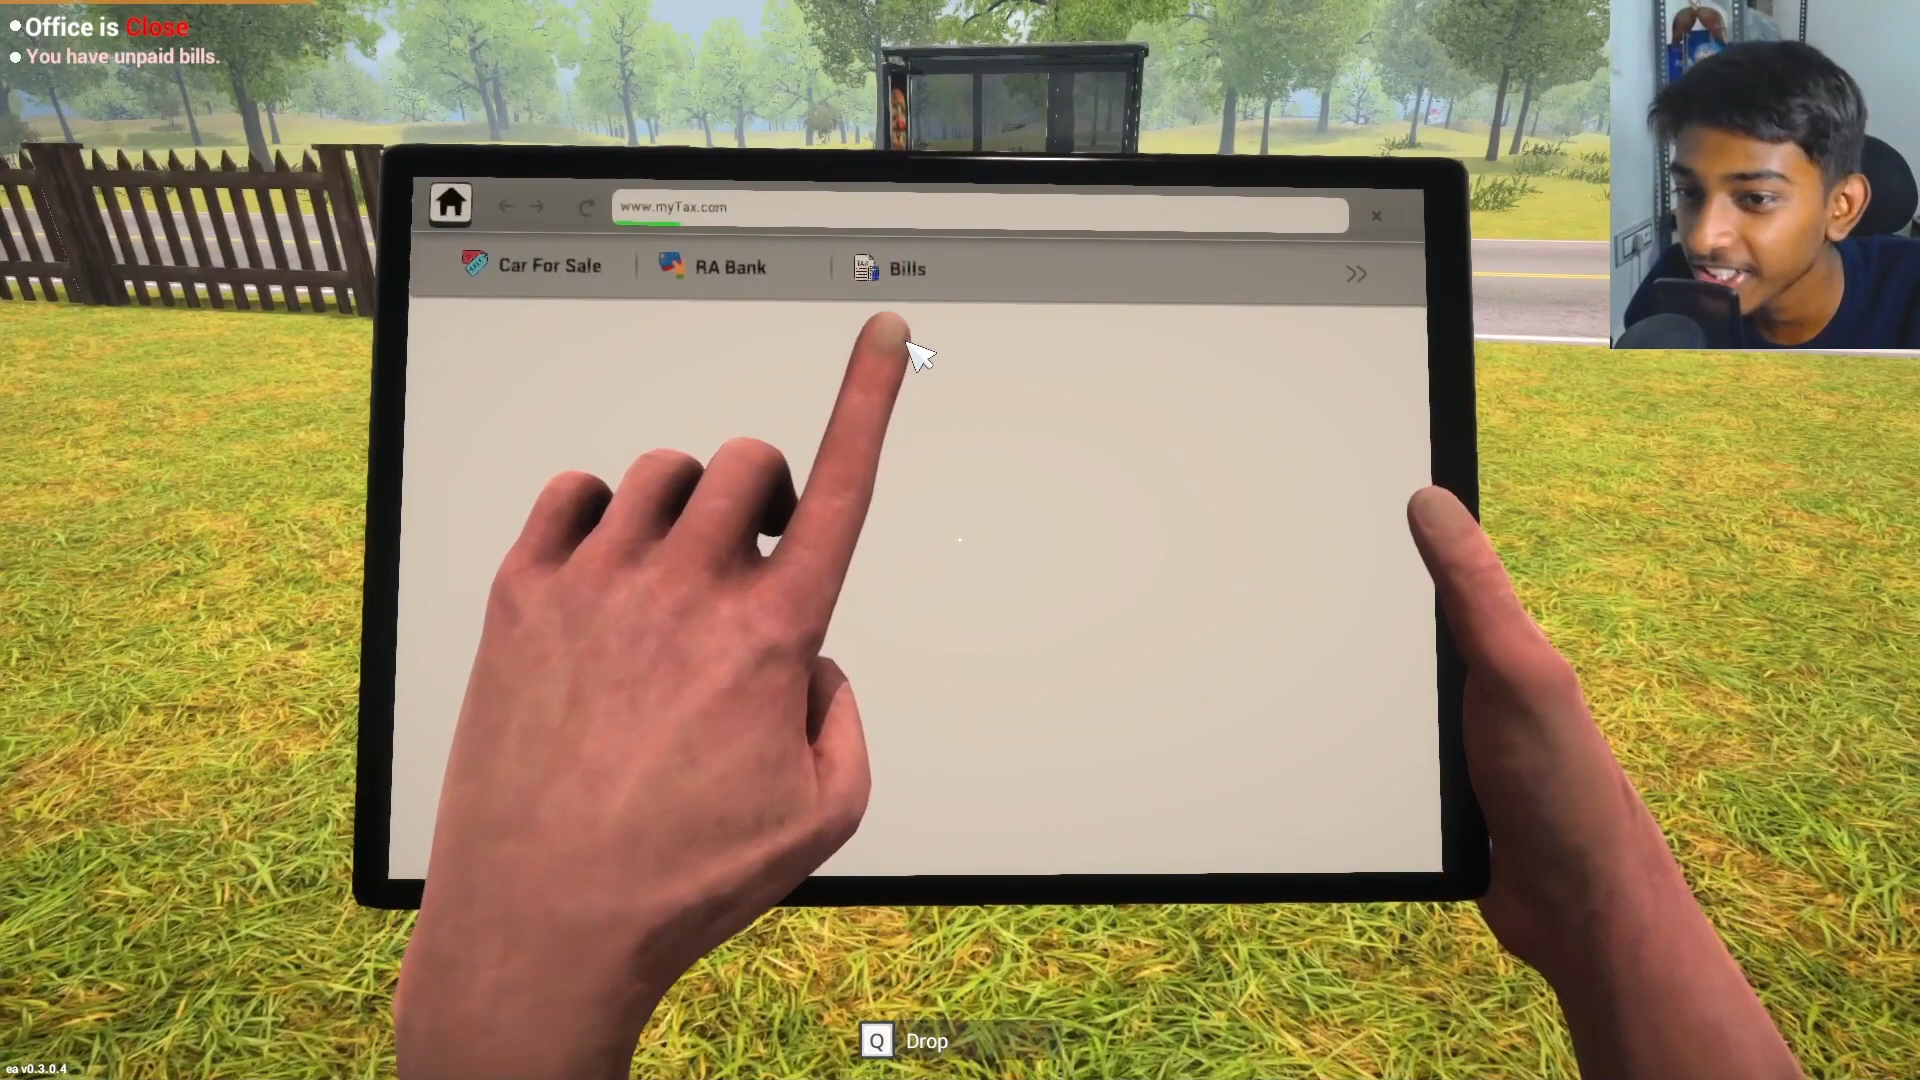 Office is Close
You have unpaid bills.
www.myTax.com
Car For Sale
RA Bank
Bills
Q Drop
ea v0.3.0.4